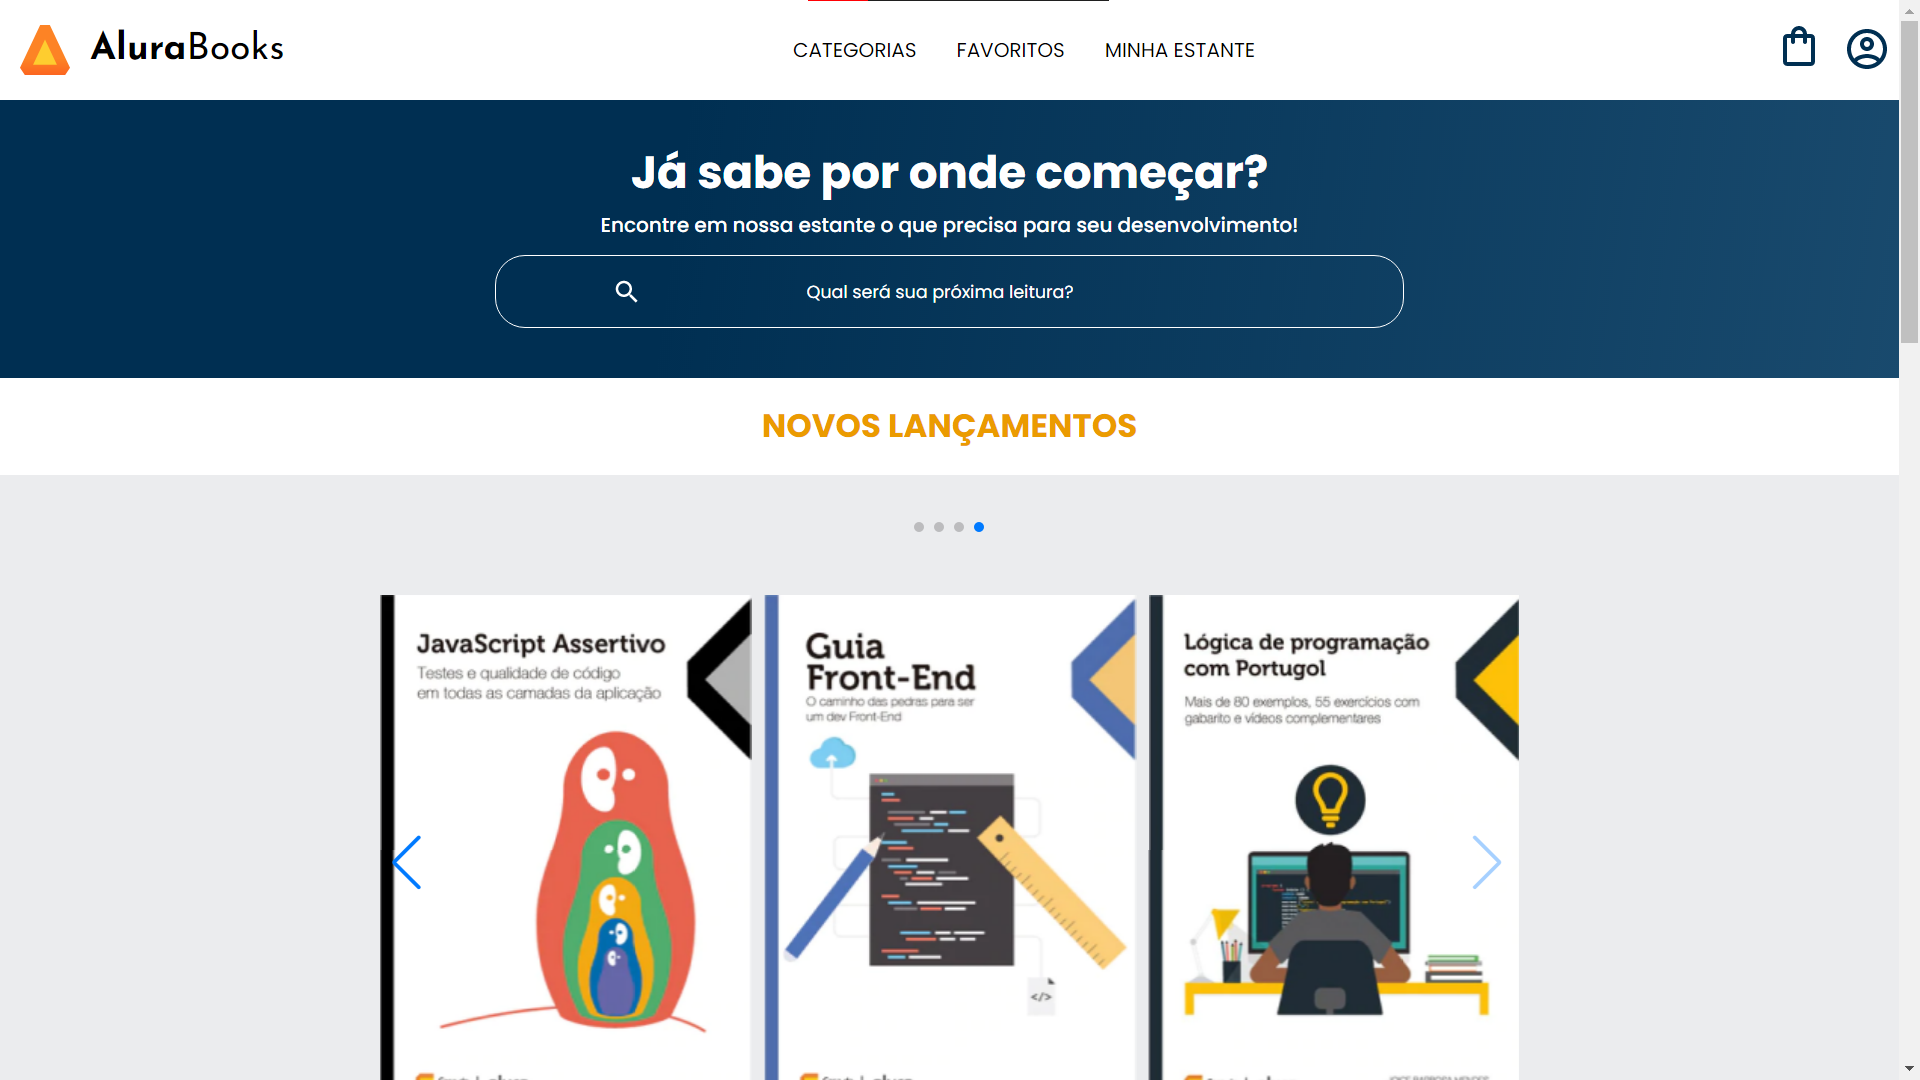 AluraBooks
CATEGORIAS
FAVORITOS
MINHA ESTANTE
Já sabe por onde começar?
Encontre em nossa estante o que precisa para seu desenvolvimento!
Qual será sua próxima leitura?
NOVOS LANÇAMENTOS
JavaScript Assertivo
Testes e qualidade de código
em todas as camadas da aplicação
Guia
Front-End
O caminho das pedras para ser
um dev Front-End
</>
Lógica de programação
com Portugol
Mais de 80 exemplos, 55 exercícios com
gabarito e vídeos complementares